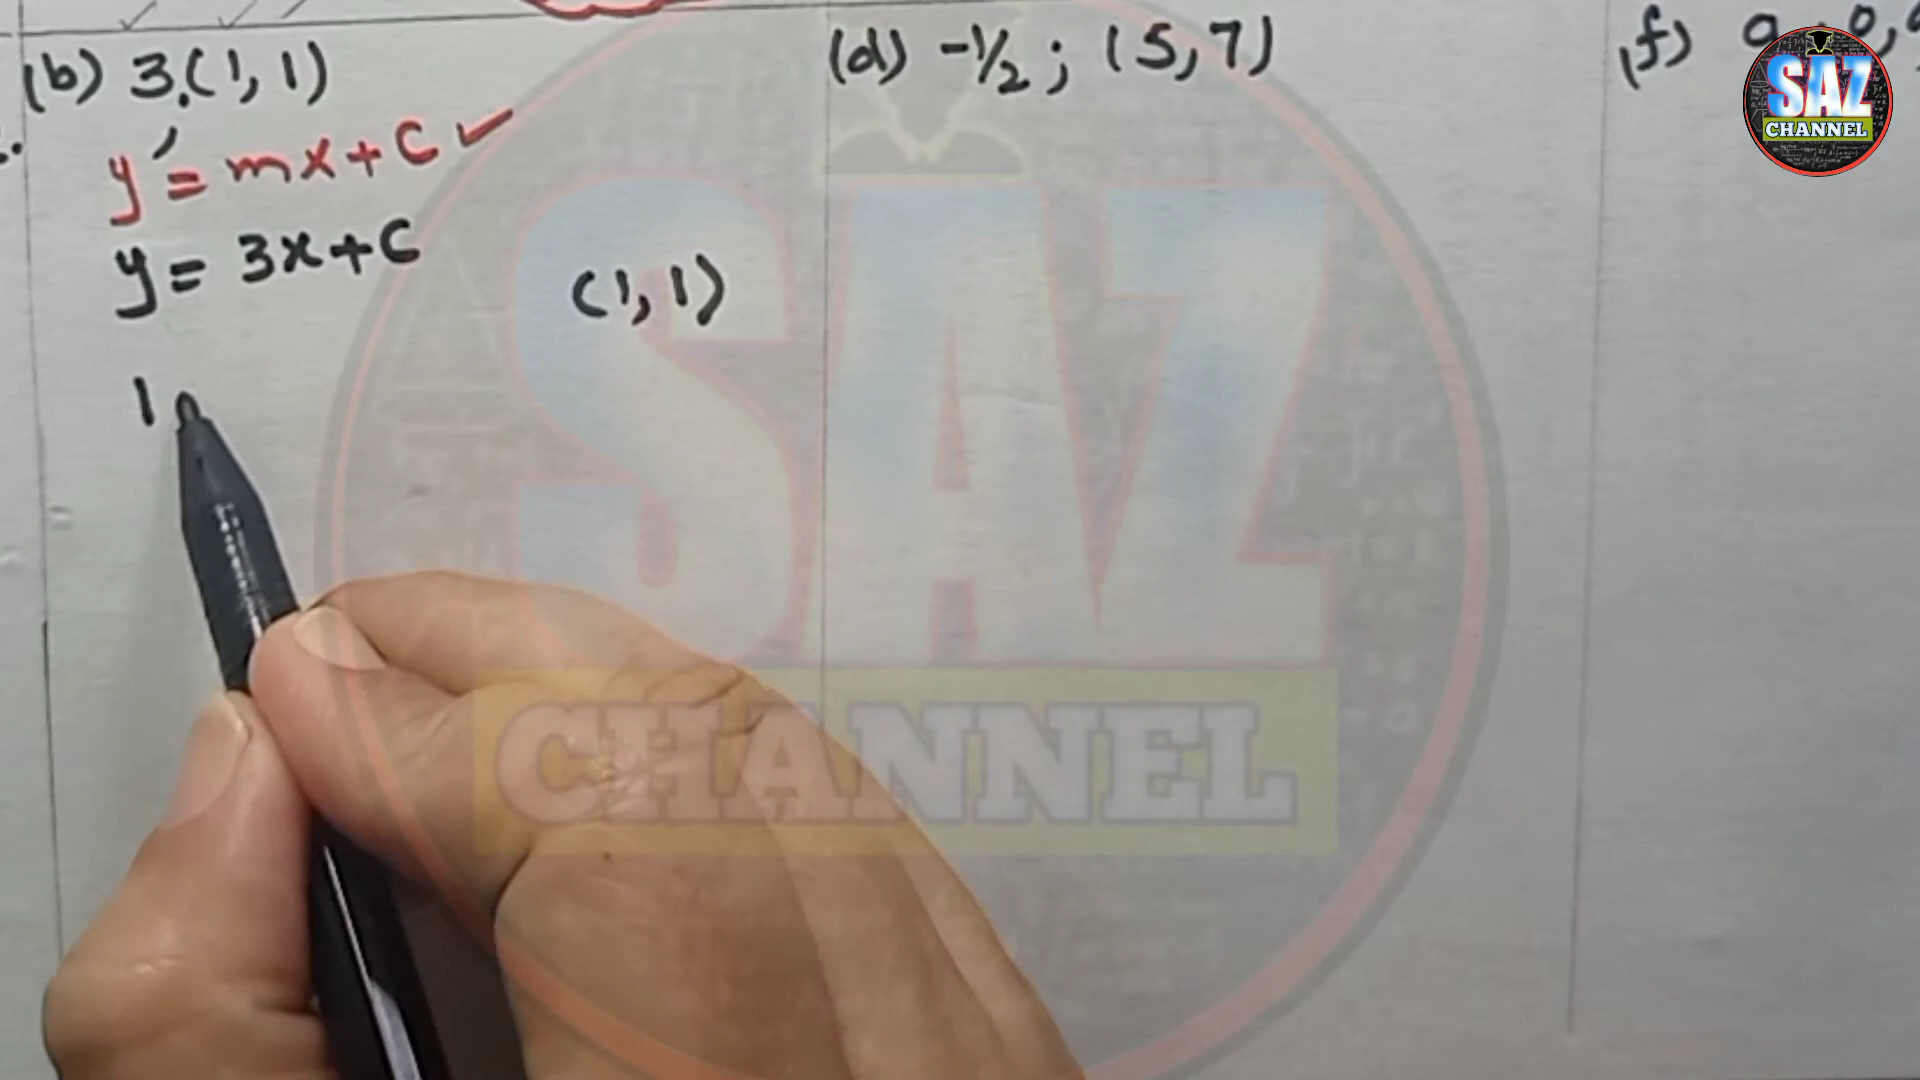 (b) 3;(1,1)
y = mx+c ✓
y = 3x+c
(1,1)
1
(d) -1/2 ; (5,7)
(f)
SAZ
CHANNEL
SAZ
CHANNEL